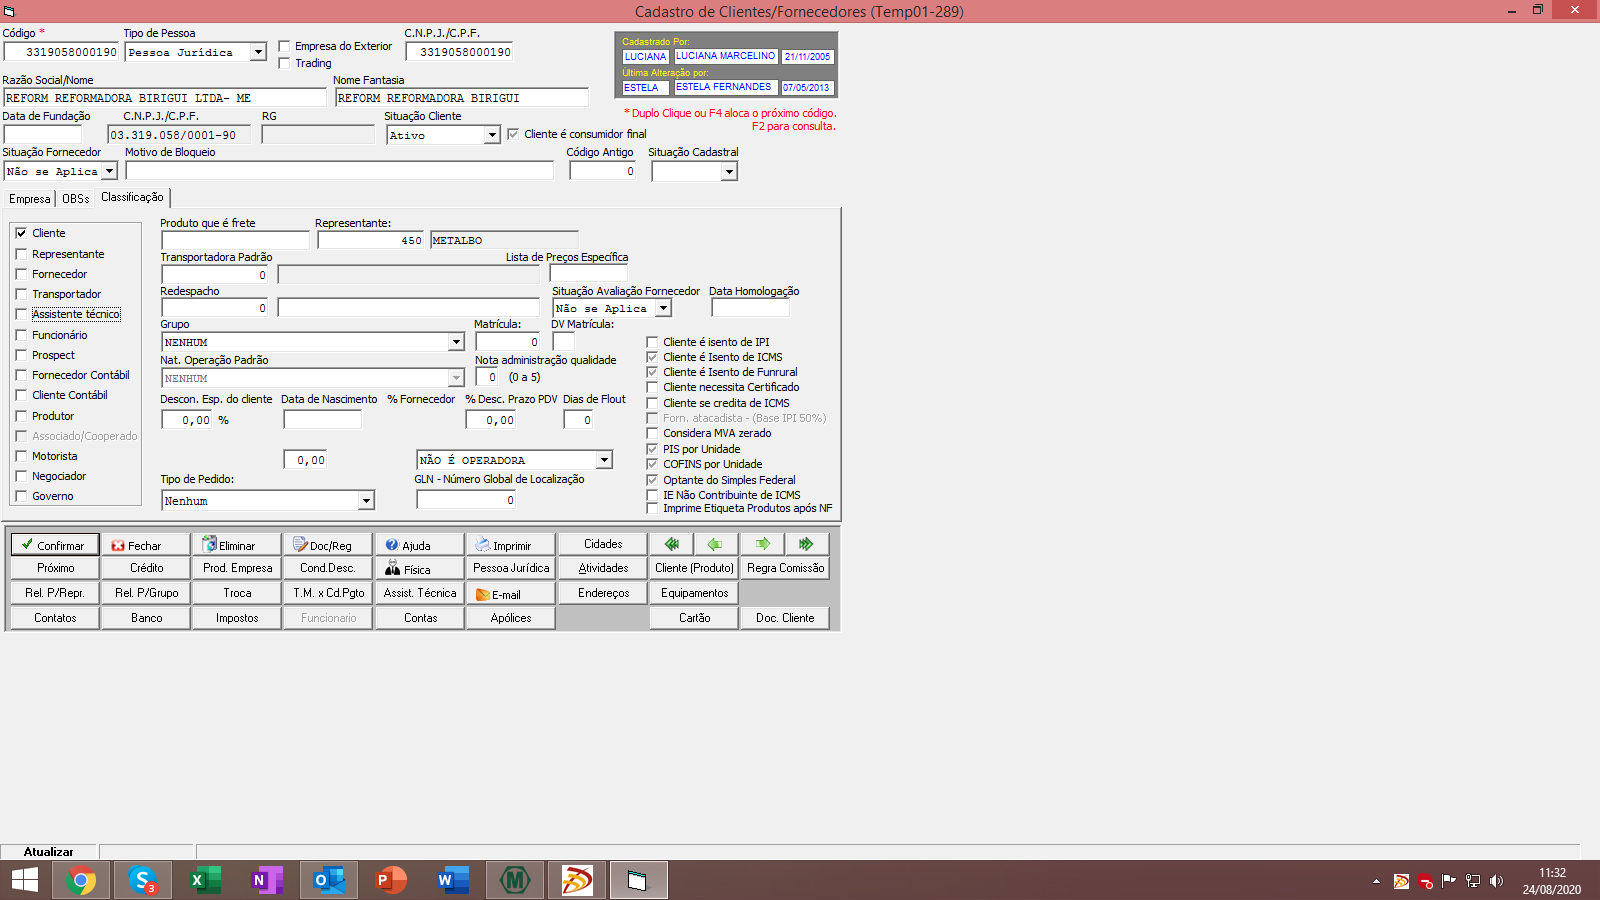 Cadastro de Clientes/Fornecedores (Temp01-289)
Código * Tipo de Pessoa C.N.P.J./C.P.F.
3319058000190 Pessoa Jurídica Empresa do Exterior 3319058000190
Trading
Cadastrado Por:
LUCIANA LUCIANA MARCELINO 21/11/2005
Última Alteração por:
ESTELA ESTELA FERNANDES 07/05/2013
Razão Social/Nome Nome Fantasia
REFORM REFORMADORA BIRIGUI LTDA- ME REFORM REFORMADORA BIRIGUI
* Duplo Clique ou F4 aloca o próximo código.
F2 para consulta.
Data de Fundação C.N.P.J./C.P.F. RG Situação Cliente
03.319.058/0001-90 Ativo Cliente é consumidor final
Situação Fornecedor Motivo de Bloqueio Código Antigo Situação Cadastral
Não se Aplica 0
Empresa OBSs Classificação
Cliente
Representante
Fornecedor
Transportador
Assistente técnico
Funcionário
Prospect
Fornecedor Contábil
Cliente Contábil
Produtor
Associado/Cooperado
Motorista
Negociador
Governo
Produto que é frete Representante:
450 METALBO
Transportadora Padrão Lista de Preços Específica
0
Redespacho Situação Avaliação Fornecedor Data Homologação
0 Não se Aplica
Grupo Matrícula: DV Matrícula:
NENHUM 0
Nat. Operação Padrão Nota administração qualidade
NENHUM 0 (0 a 5)
Descon. Esp. do cliente Data de Nascimento % Fornecedor % Desc. Prazo PDV Dias de Flout
0,00 % 0,00 0
0,00 NÃO É OPERADORA
Tipo de Pedido: GLN - Número Global de Localização
Nenhum 0
Cliente é isento de IPI
Cliente é Isento de ICMS
Cliente é Isento de Funrural
Cliente necessita Certificado
Cliente se credita de ICMS
Forn. atacadista - (Base IPI 50%)
Considera MVA zerado
PIS por Unidade
COFINS por Unidade
Optante do Simples Federal
IE Não Contribuinte de ICMS
Imprime Etiqueta Produtos após NF
Confirmar Fechar Eliminar Doc/Reg Ajuda Imprimir Cidades
Próximo Crédito Prod. Empresa Cond.Desc. Física Pessoa Jurídica Atividades Cliente (Produto) Regra Comissão
Rel. P/Repr. Rel. P/Grupo Troca T.M. x Cd.Pgto Assist. Técnica E-mail Endereços Equipamentos
Contatos Banco Impostos Funcionario Contas Apólices Cartão Doc. Cliente
Atualizar
11:32
24/08/2020